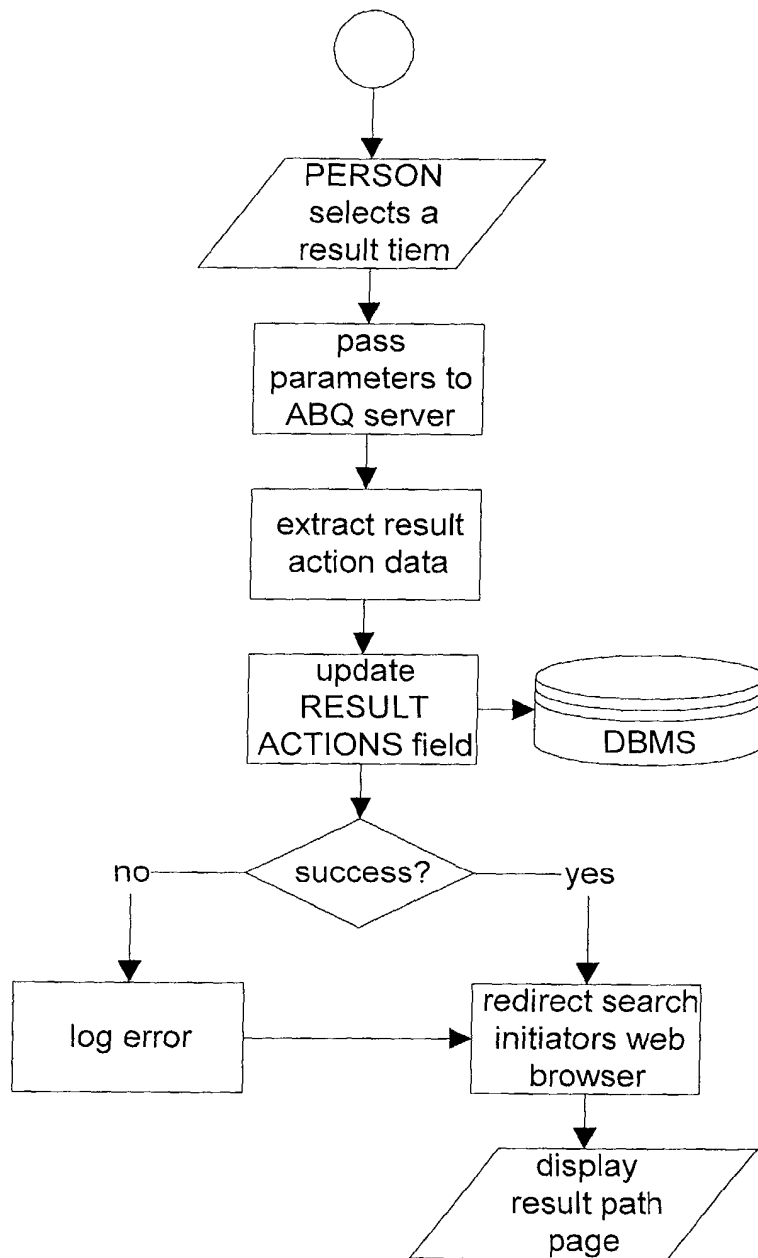 PERSON
selects a
result tiem
pass
parameters to
ABQ server
extract result
action data
update
RESULT
ACTIONS field
DBMS
success?
no
yes
log error
redirect search
initiators web
browser
display
result path
page